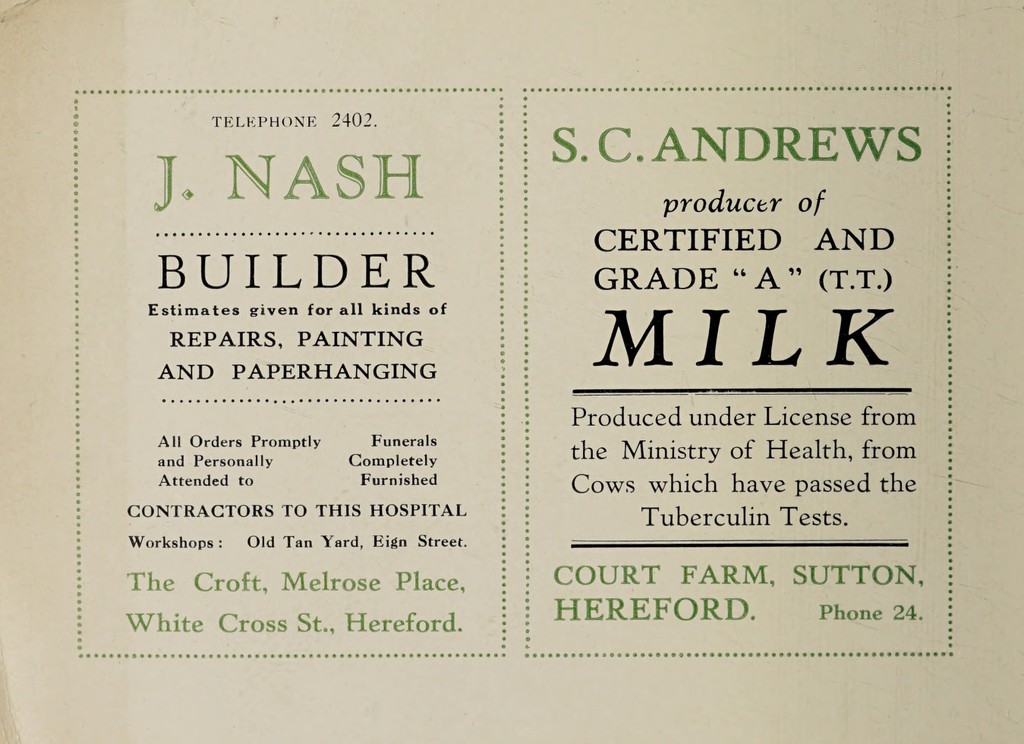 TELEPHONE 2402.
J. NASH
BUILDER
Estimates given for all kinds of
REPAIRS, PAINTING
AND PAPERHANGING
All Orders Promptly
and Personally
Attended to
Funerals
Completely
Furnished
CONTRACTORS TO THIS HOSPITAL
Workshops : Old Tan Yard, Eign Street.
The Croft, Melrose Place,
White Cross St., Hereford.
S. C. ANDREWS
producer of
CERTIFIED AND
GRADE “ A ” (T.T.)
MILK
Produced under License from
the Ministry of Health, from
Cows which have passed the
Tuberculin Tests.
COURT FARM, SUTTON,
HEREFORD. Phone 24.